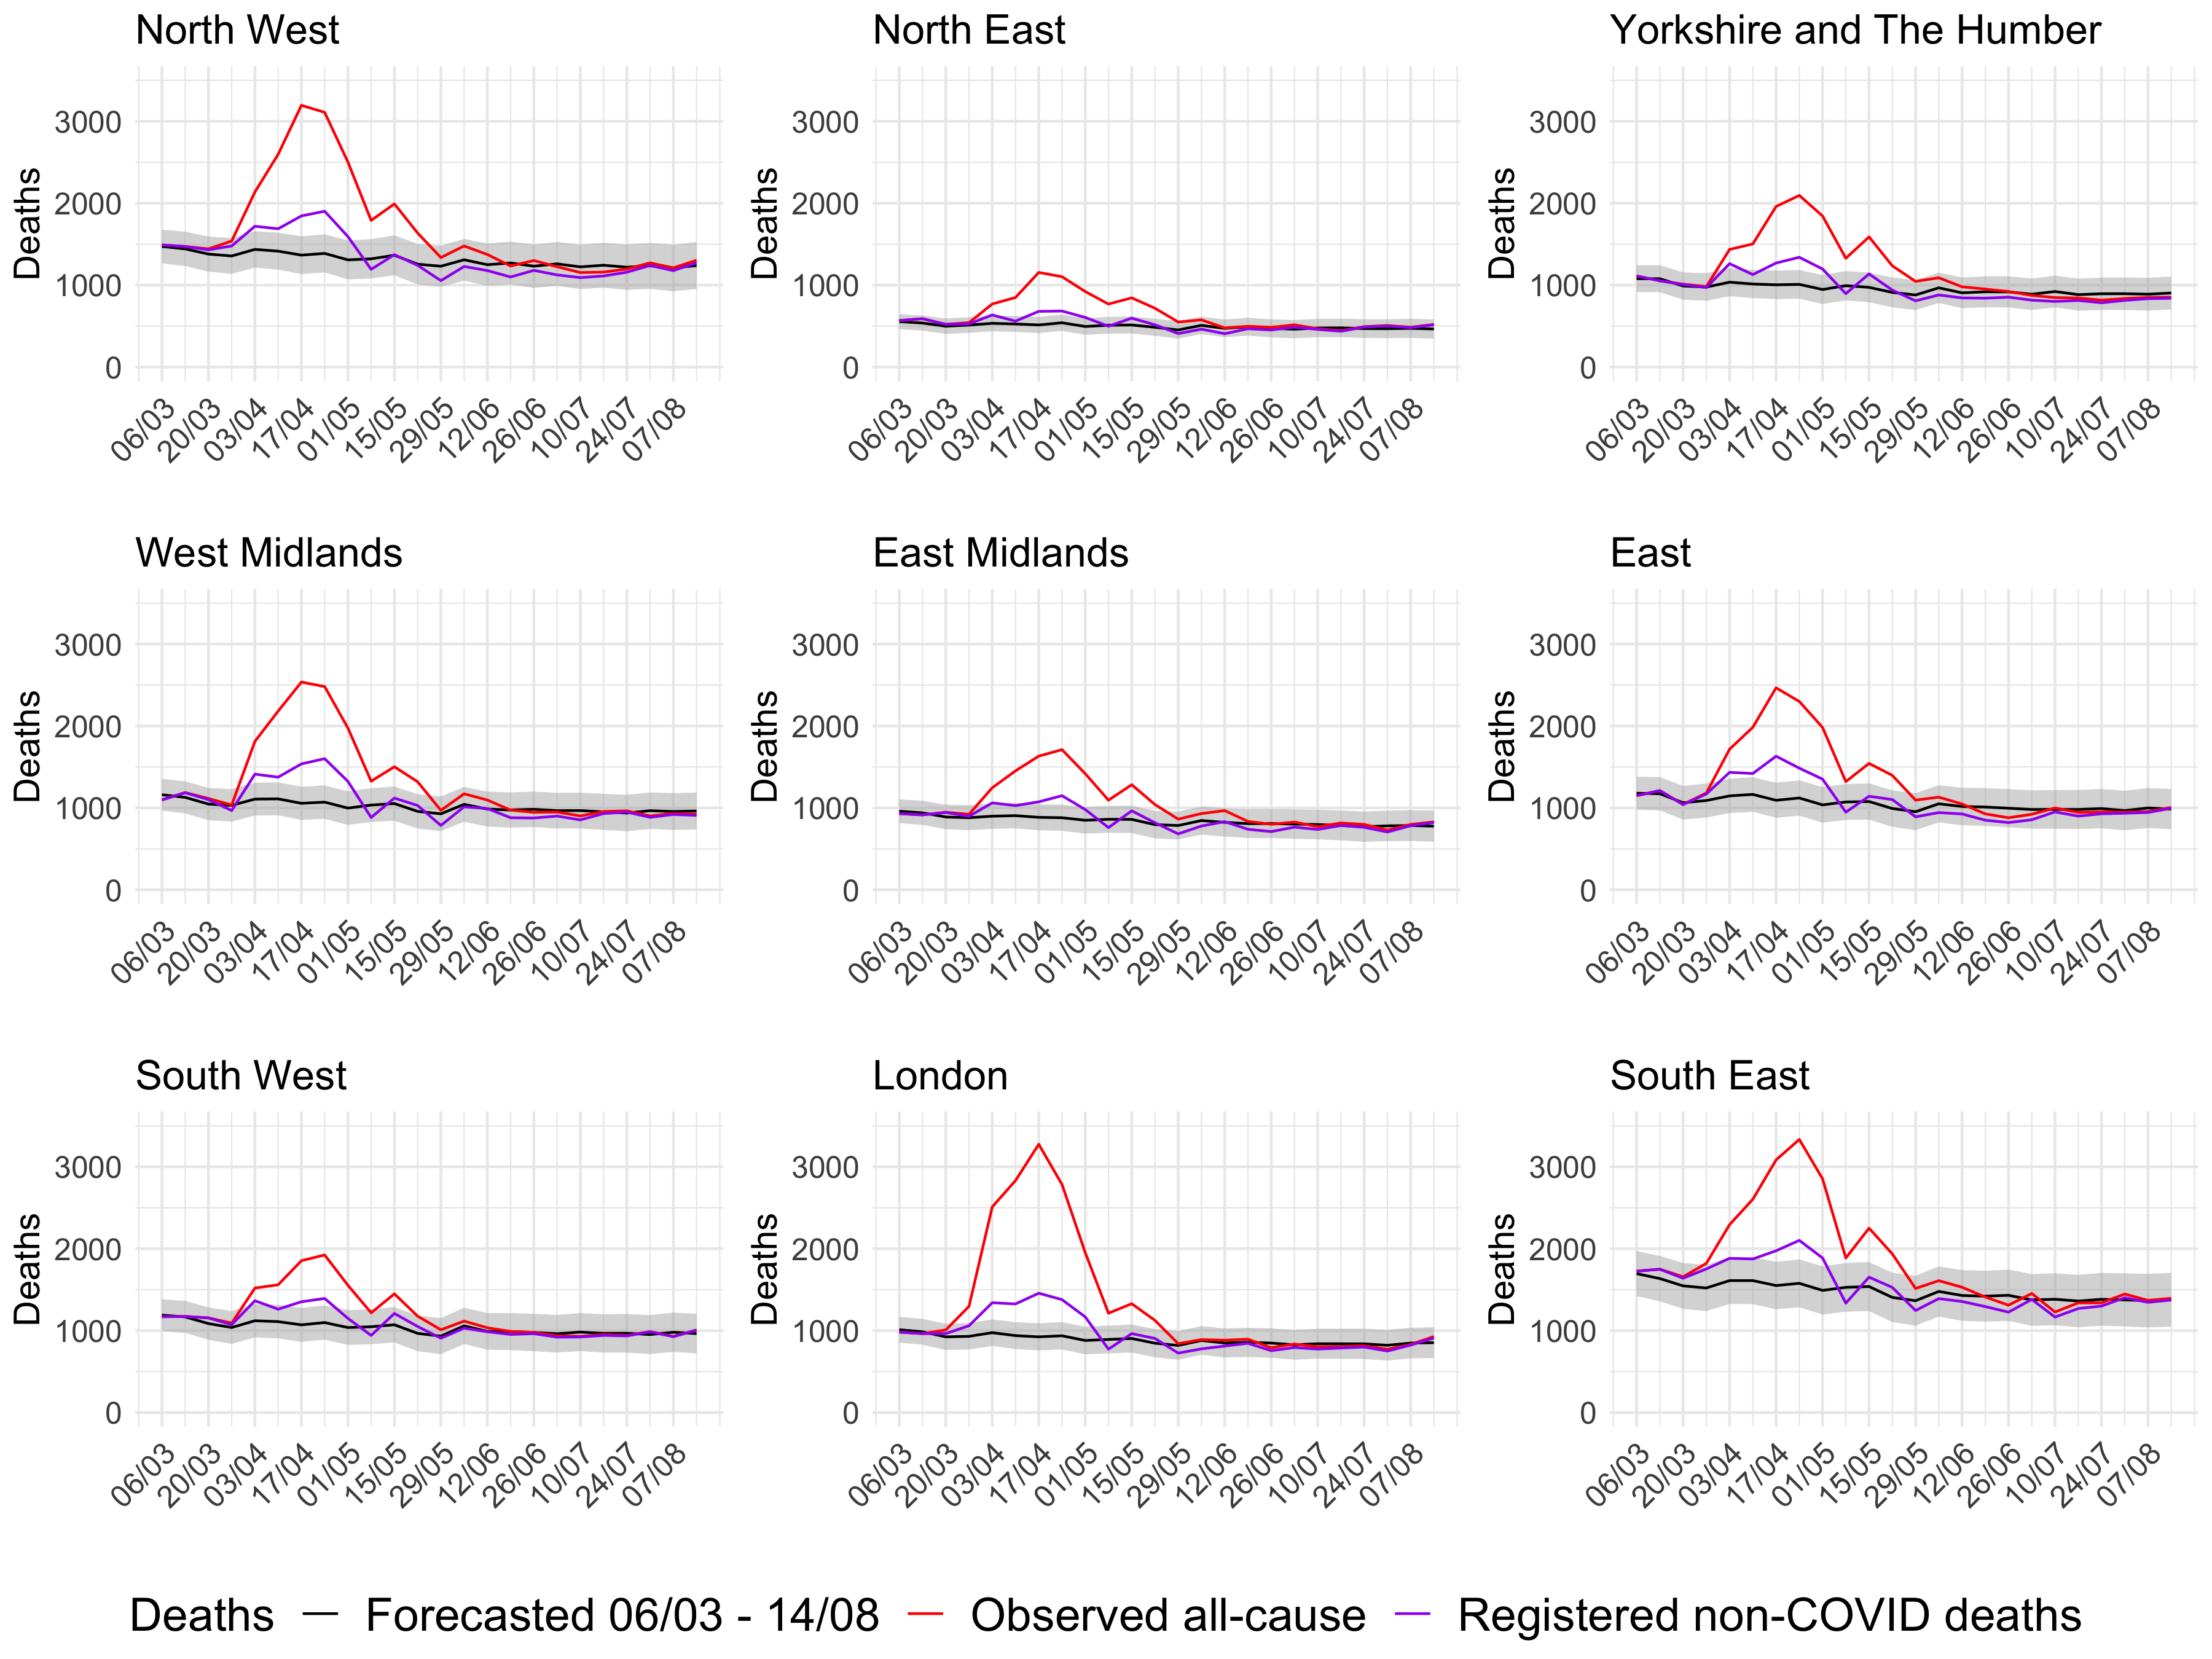 North West
North East
Yorkshire and The Humber
Deaths
3000
2000
1000
0
06/03 20/03 03/04 17/04 01/05 15/05 29/05 12/06 26/06 10/07 24/07 07/08
Deaths
3000
2000
1000
0
06/03 20/03 03/04 17/04 01/05 15/05 29/05 12/06 26/06 10/07 24/07 07/08
Deaths
3000
2000
1000
0
06/03 20/03 03/04 17/04 01/05 15/05 29/05 12/06 26/06 10/07 24/07 07/08
West Midlands
East Midlands
East
Deaths
3000
2000
1000
0
06/03 20/03 03/04 17/04 01/05 15/05 29/05 12/06 26/06 10/07 24/07 07/08
Deaths
3000
2000
1000
0
06/03 20/03 03/04 17/04 01/05 15/05 29/05 12/06 26/06 10/07 24/07 07/08
Deaths
3000
2000
1000
0
06/03 20/03 03/04 17/04 01/05 15/05 29/05 12/06 26/06 10/07 24/07 07/08
South West
London
South East
Deaths
3000
2000
1000
0
06/03 20/03 03/04 17/04 01/05 15/05 29/05 12/06 26/06 10/07 24/07 07/08
Deaths
3000
2000
1000
0
06/03 20/03 03/04 17/04 01/05 15/05 29/05 12/06 26/06 10/07 24/07 07/08
Deaths
3000
2000
1000
0
06/03 20/03 03/04 17/04 01/05 15/05 29/05 12/06 26/06 10/07 24/07 07/08
Deaths Forecasted 06/03 - 14/08 Observed all-cause Registered non-COVID deaths